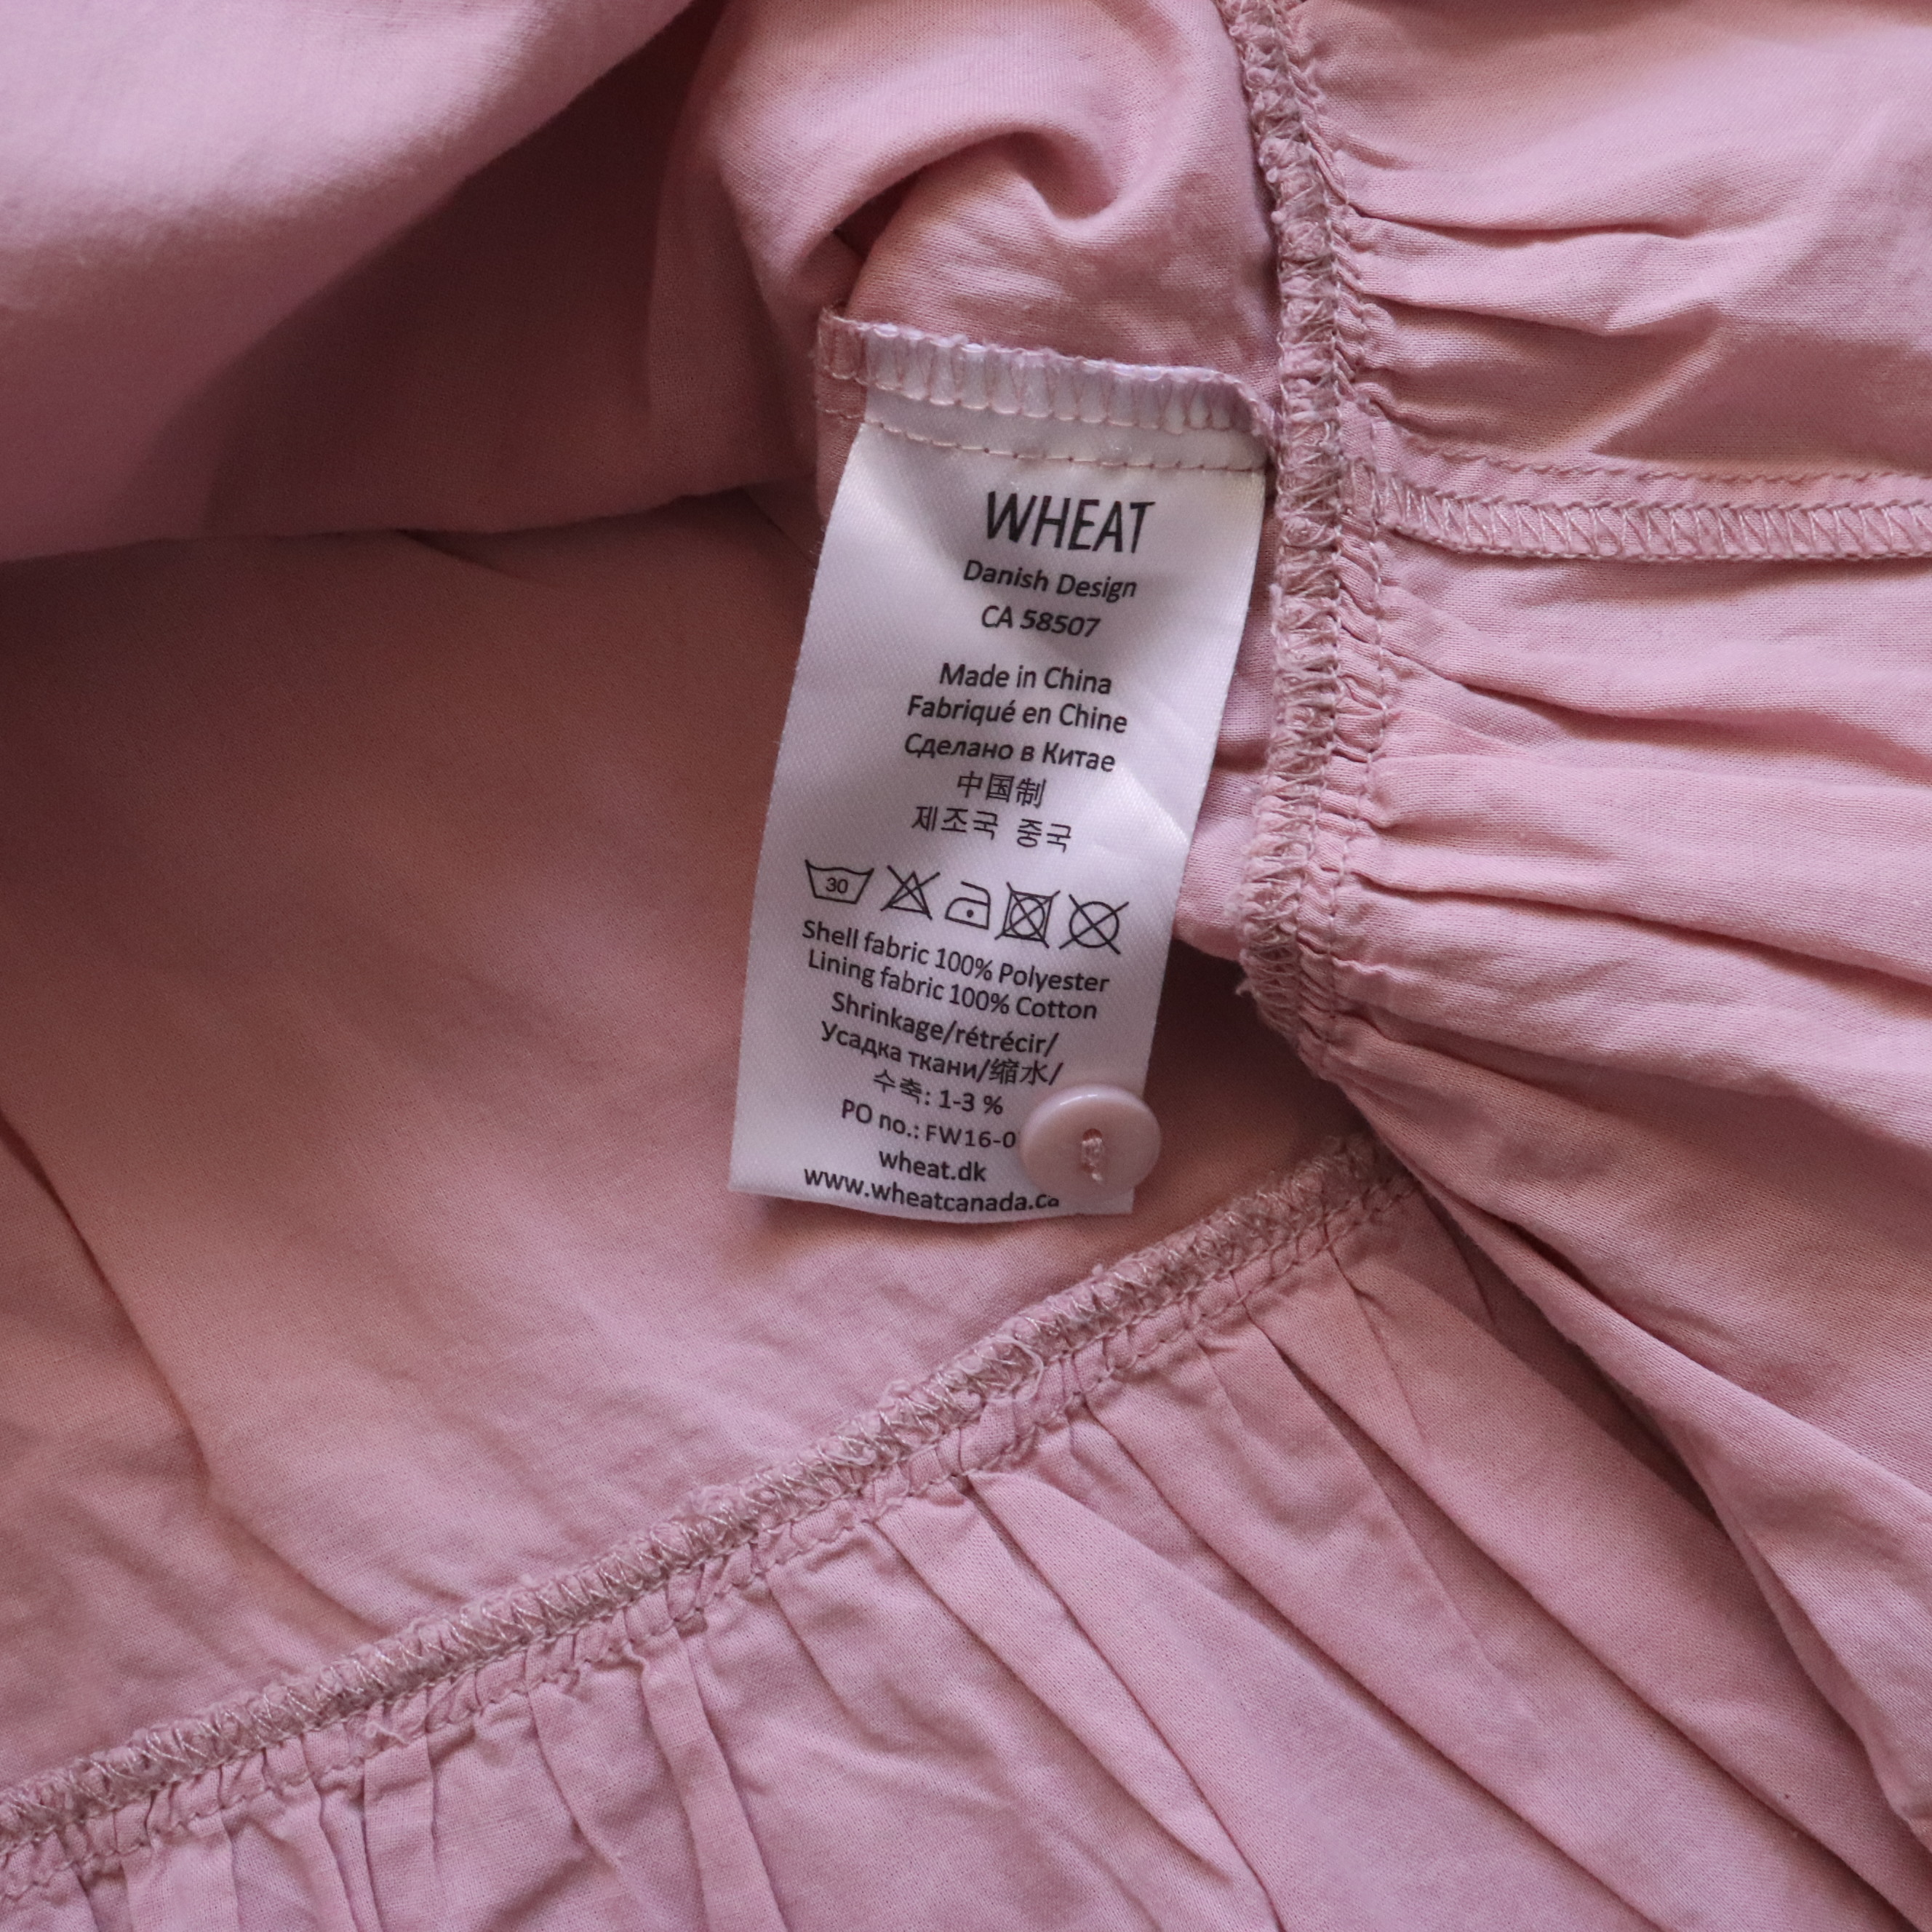 WHEAT
Danish Design
CA 58507
Made in China
Fabriqué en Chine
Сделано в Китае
中国制
제조국 중국
30
Shell fabric 100% Polyester
Lining fabric 100% Cotton
Shrinkage/rétrécir/
Усадка ткани/缩水/
수축: 1-3 %
PO no.: FW16-0
wheat.dk
www.wheatcanada.ca